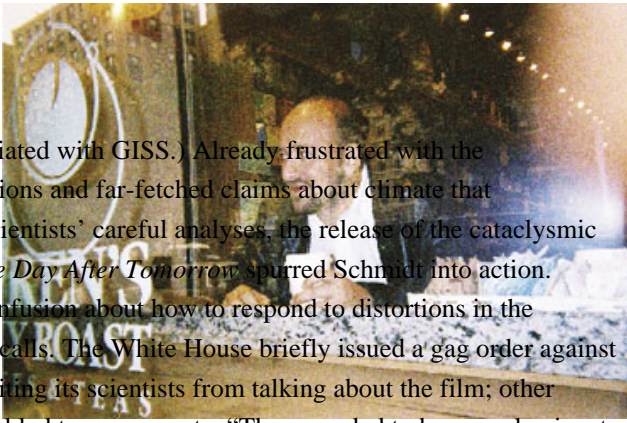 iated with GISS.) Already frustrated with the
ions and far-fetched claims about climate that
ientists’ careful analyses, the release of the cataclysmic
e Day After Tomorrow spurred Schmidt into action.
nfusion about how to respond to distortions in the
calls. The White House briefly issued a gag order against
iting its scientists from talking about the film; other
EN'S
ROAST
TEAS